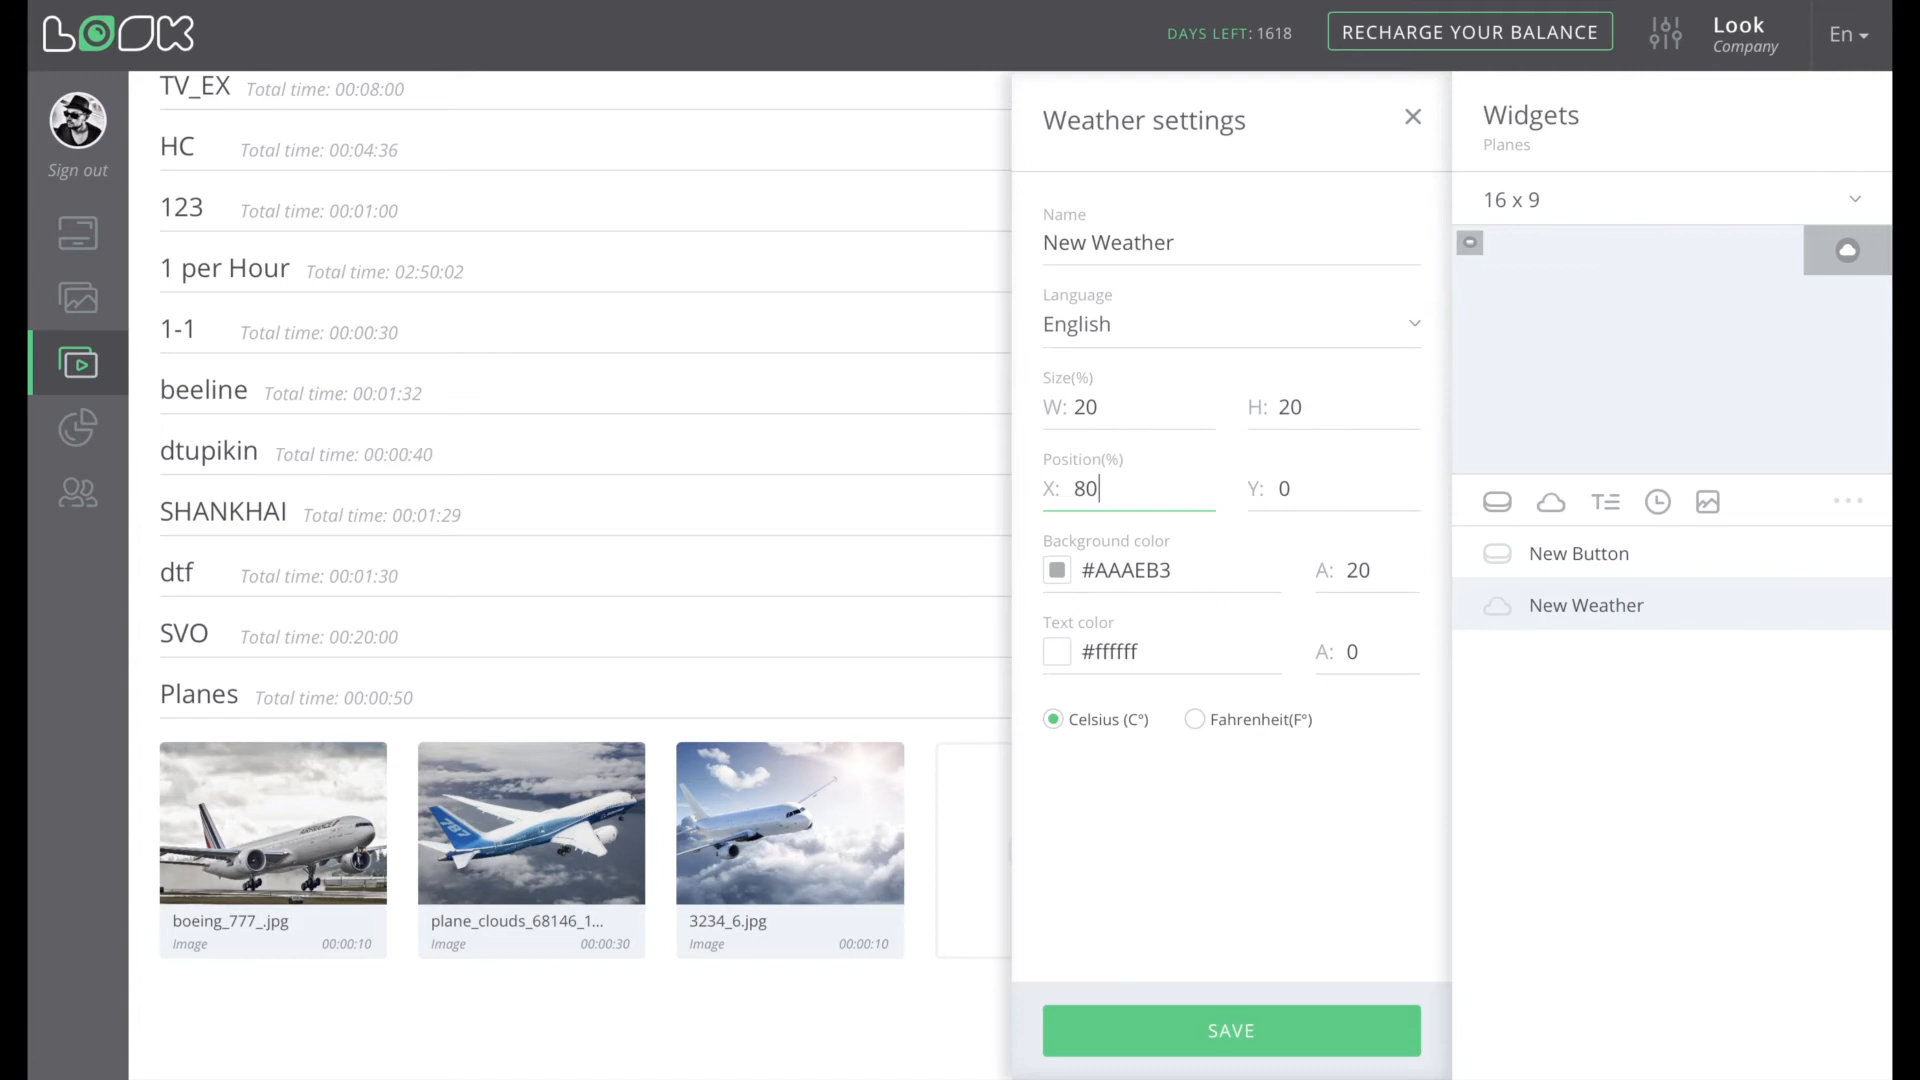 LOOK
DAYS LEFT: 1618
RECHARGE YOUR BALANCE
Look
Company
En
Sign out
TV_EX Total time: 00:08:00
HC Total time: 00:04:36
123 Total time: 00:01:00
1 per Hour Total time: 02:50:02
1-1 Total time: 00:00:30
beeline Total time: 00:01:32
dtupikin Total time: 00:00:40
SHANKHAI Total time: 00:01:29
dtf Total time: 00:01:30
SVO Total time: 00:20:00
Planes Total time: 00:00:50
AIRFRANCE
787
boeing_777_.jpg
Image 00:00:10
plane_clouds_68146_1...
Image 00:00:30
3234_6.jpg
Image 00:00:10
Weather settings
Name
New Weather
Language
English
Size(%)
W: 20 H: 20
Position(%)
X: 80 Y: 0
Background color
#AAAEB3 A: 20
Text color
#ffffff A: 0
Celsius (C°) Fahrenheit(F°)
SAVE
Widgets
Planes
16 x 9
New Button
New Weather